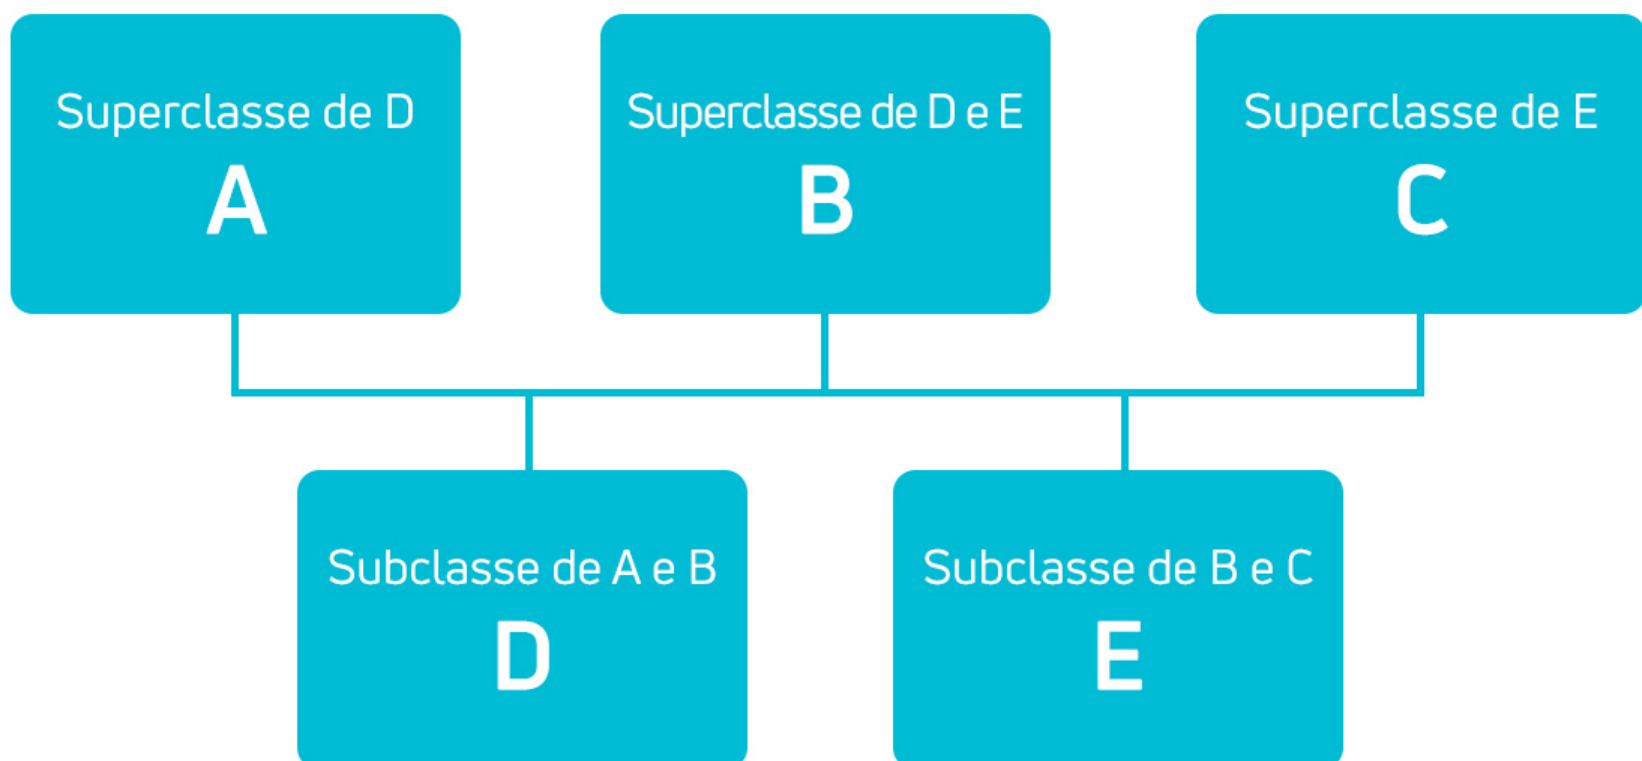 Superclasse de D
A
Superclasse de D e E
B
Superclasse de E
C
Subclasse de A e B
D
Subclasse de B e C
E